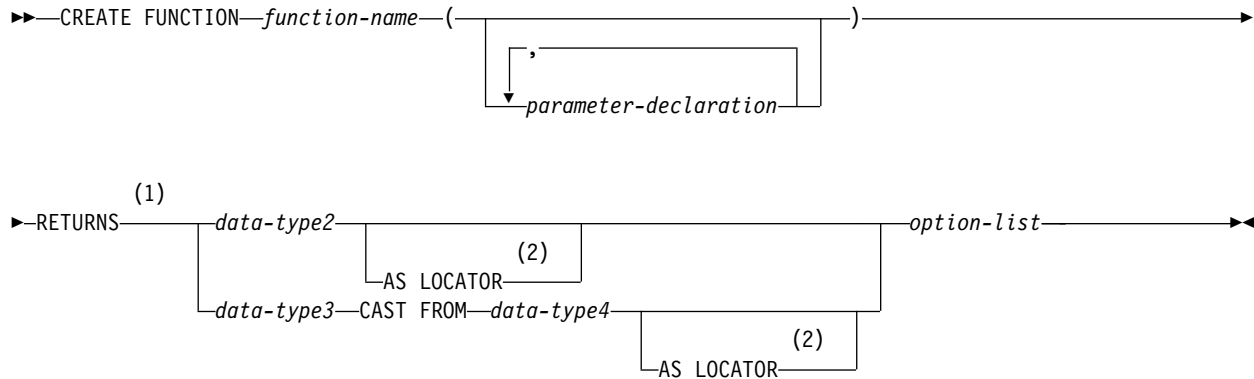 CREATE FUNCTION function-name ( )
,
parameter-declaration
(1)
RETURNS data-type2 option-list
(2)
AS LOCATOR
data-type3 CAST FROM data-type4
(2)
AS LOCATOR